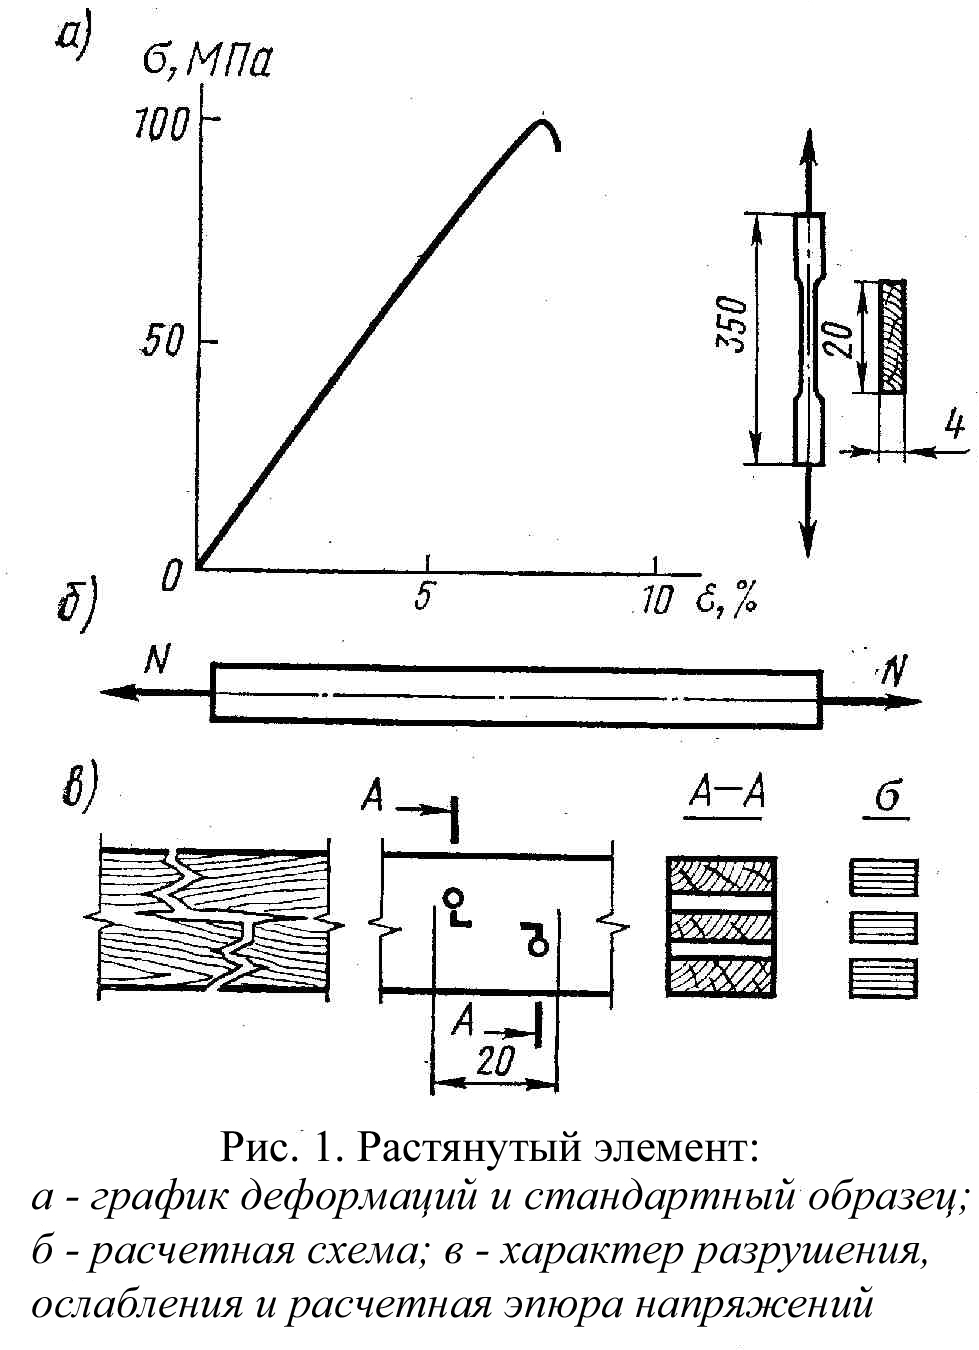 а)
σ, МПа
100
50
0
5
10 ε, %
350
20
4
б)
N
N
в)
А
А–А
σ
А
20
Рис. 1. Растянутый элемент:
а - график деформаций и стандартный образец;
б - расчетная схема; в - характер разрушения,
ослабления и расчетная эпюра напряжений